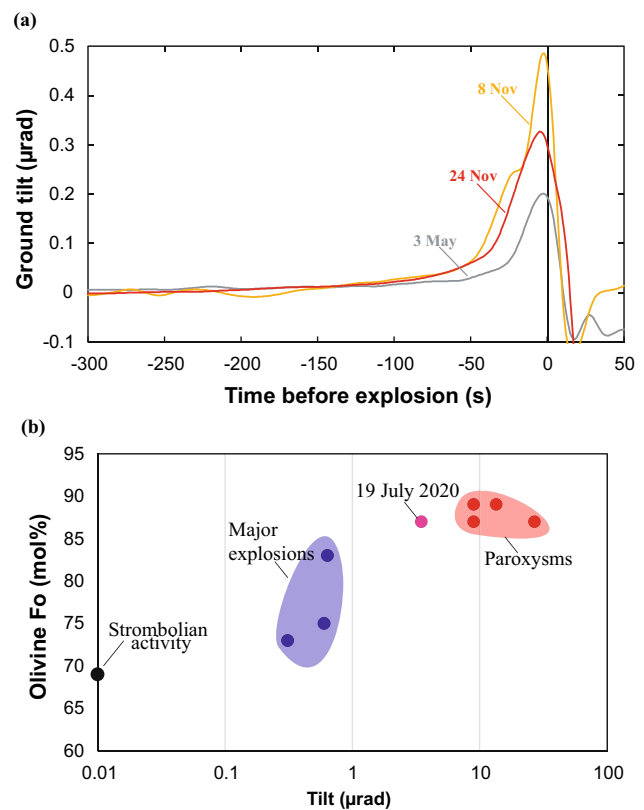 (a)
Ground tilt (µrad)
0.5
0.4
0.3
0.2
0.1
0
-0.1
8 Nov
24 Nov
3 May
-300 -250 -200 -150 -100 -50 0 50
Time before explosion (s)
(b)
Olivine Fo (mol%)
95
90
85
80
75
70
65
60
19 July 2020
Major
explosions
Paroxysms
Strombolian
activity
0.01 0.1 1 10 100
Tilt (µrad)